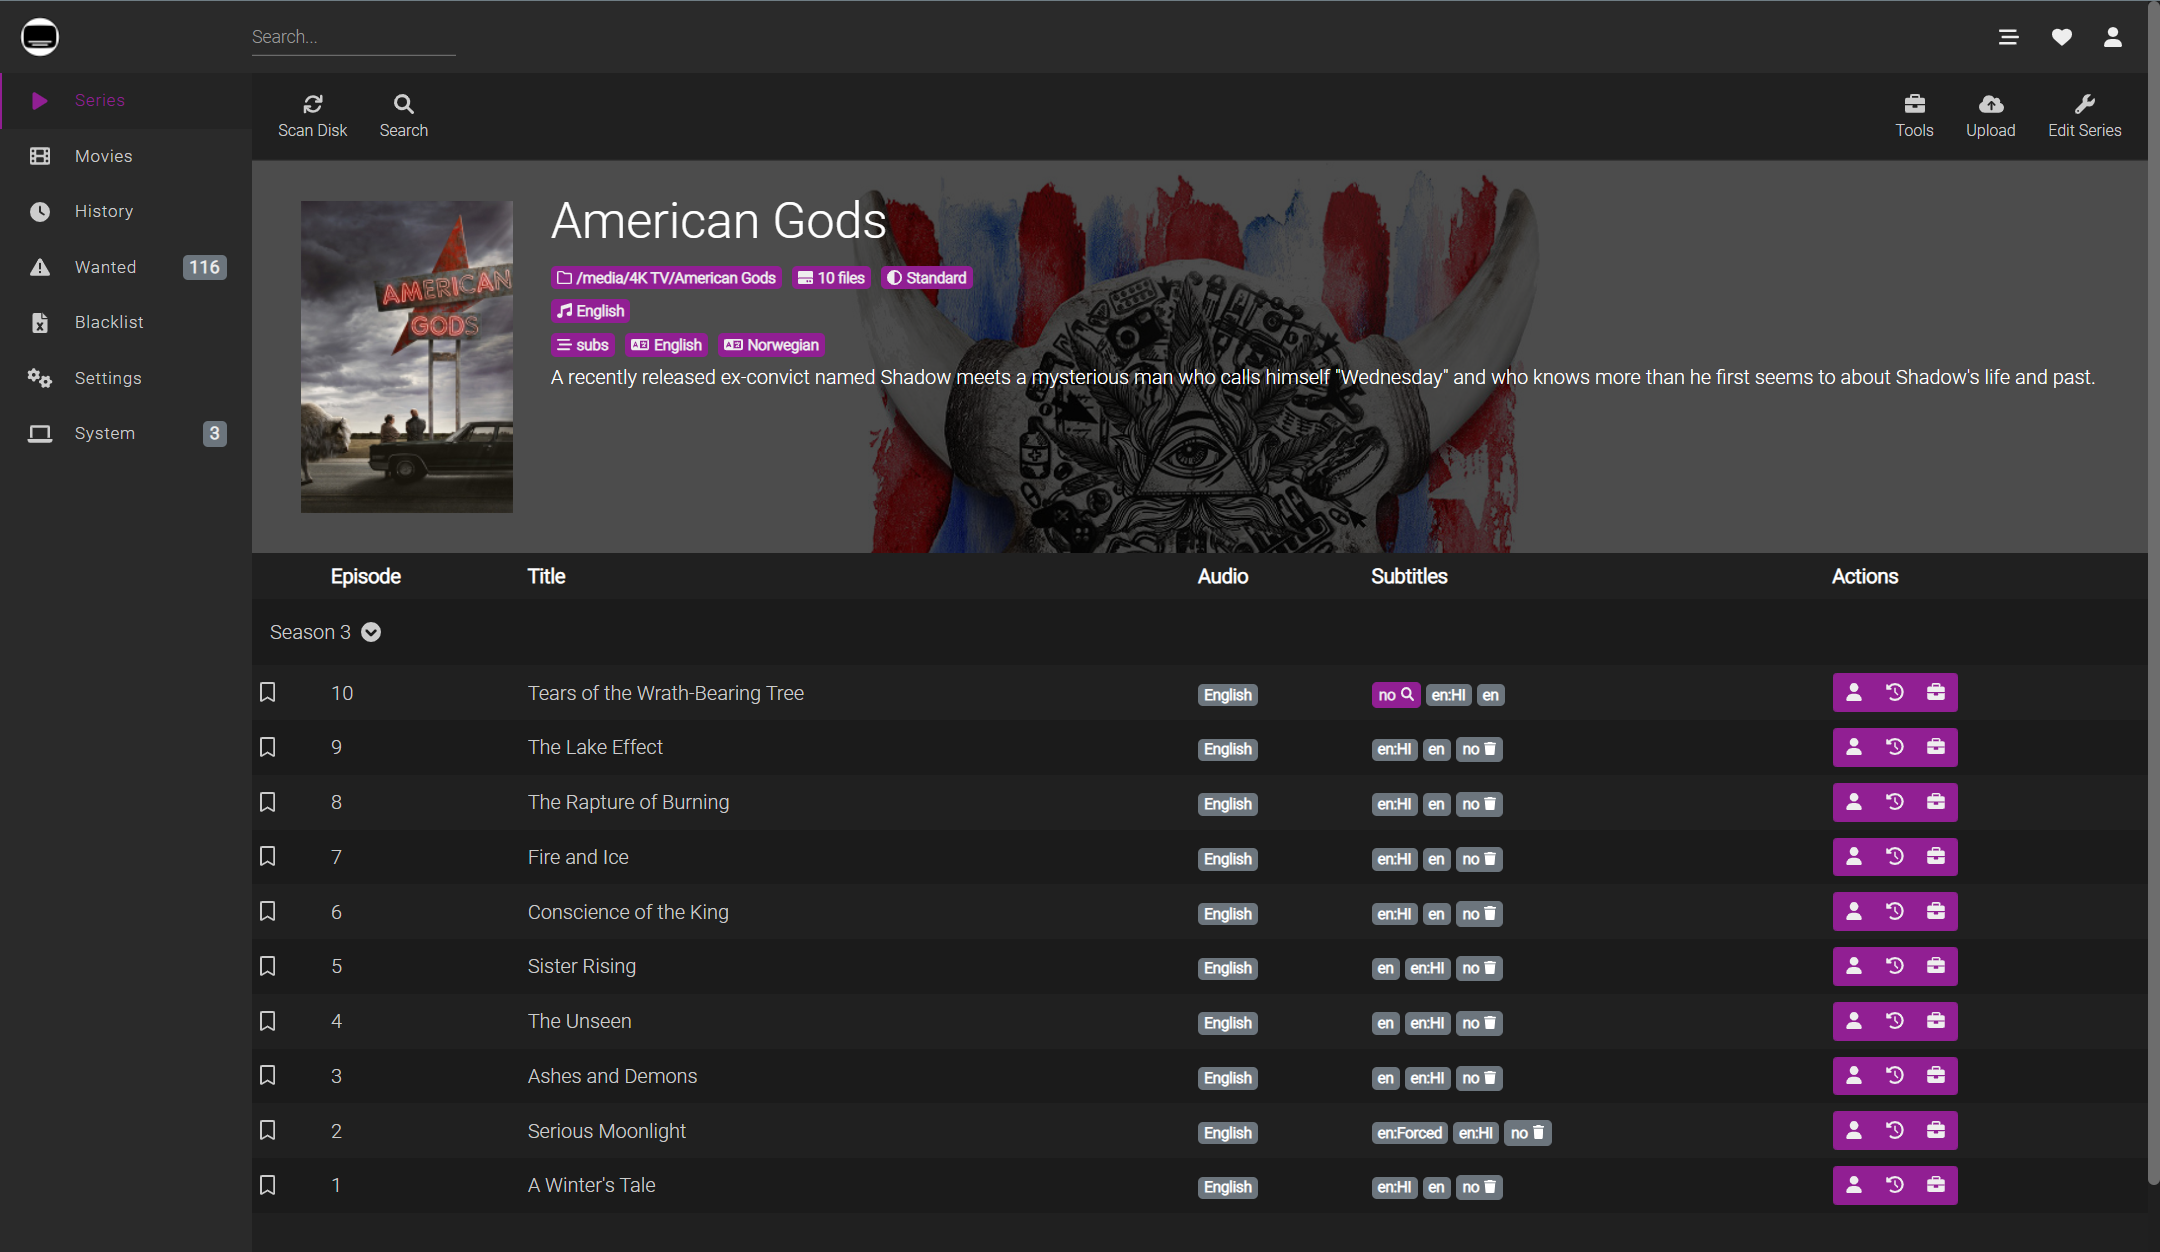 Search...
Series
Movies
History
Wanted 116
Blacklist
Settings
System 3
Scan Disk Search Tools Upload Edit Series
AMERICAN
GODS
American Gods
/media/4K TV/American Gods 10 files Standard
English
subs English Norwegian
A recently released ex-convict named Shadow meets a mysterious man who calls himself "Wednesday" and who knows more than he first seems to about Shadow's life and past.
Episode Title Audio Subtitles Actions
Season 3
10 Tears of the Wrath-Bearing Tree English no en:HI en
9 The Lake Effect English en:HI en no
8 The Rapture of Burning English en:HI en no
7 Fire and Ice English en:HI en no
6 Conscience of the King English en:HI en no
5 Sister Rising English en en:HI no
4 The Unseen English en en:HI no
3 Ashes and Demons English en en:HI no
2 Serious Moonlight English en:Forced en:HI no
1 A Winter's Tale English en:HI en no